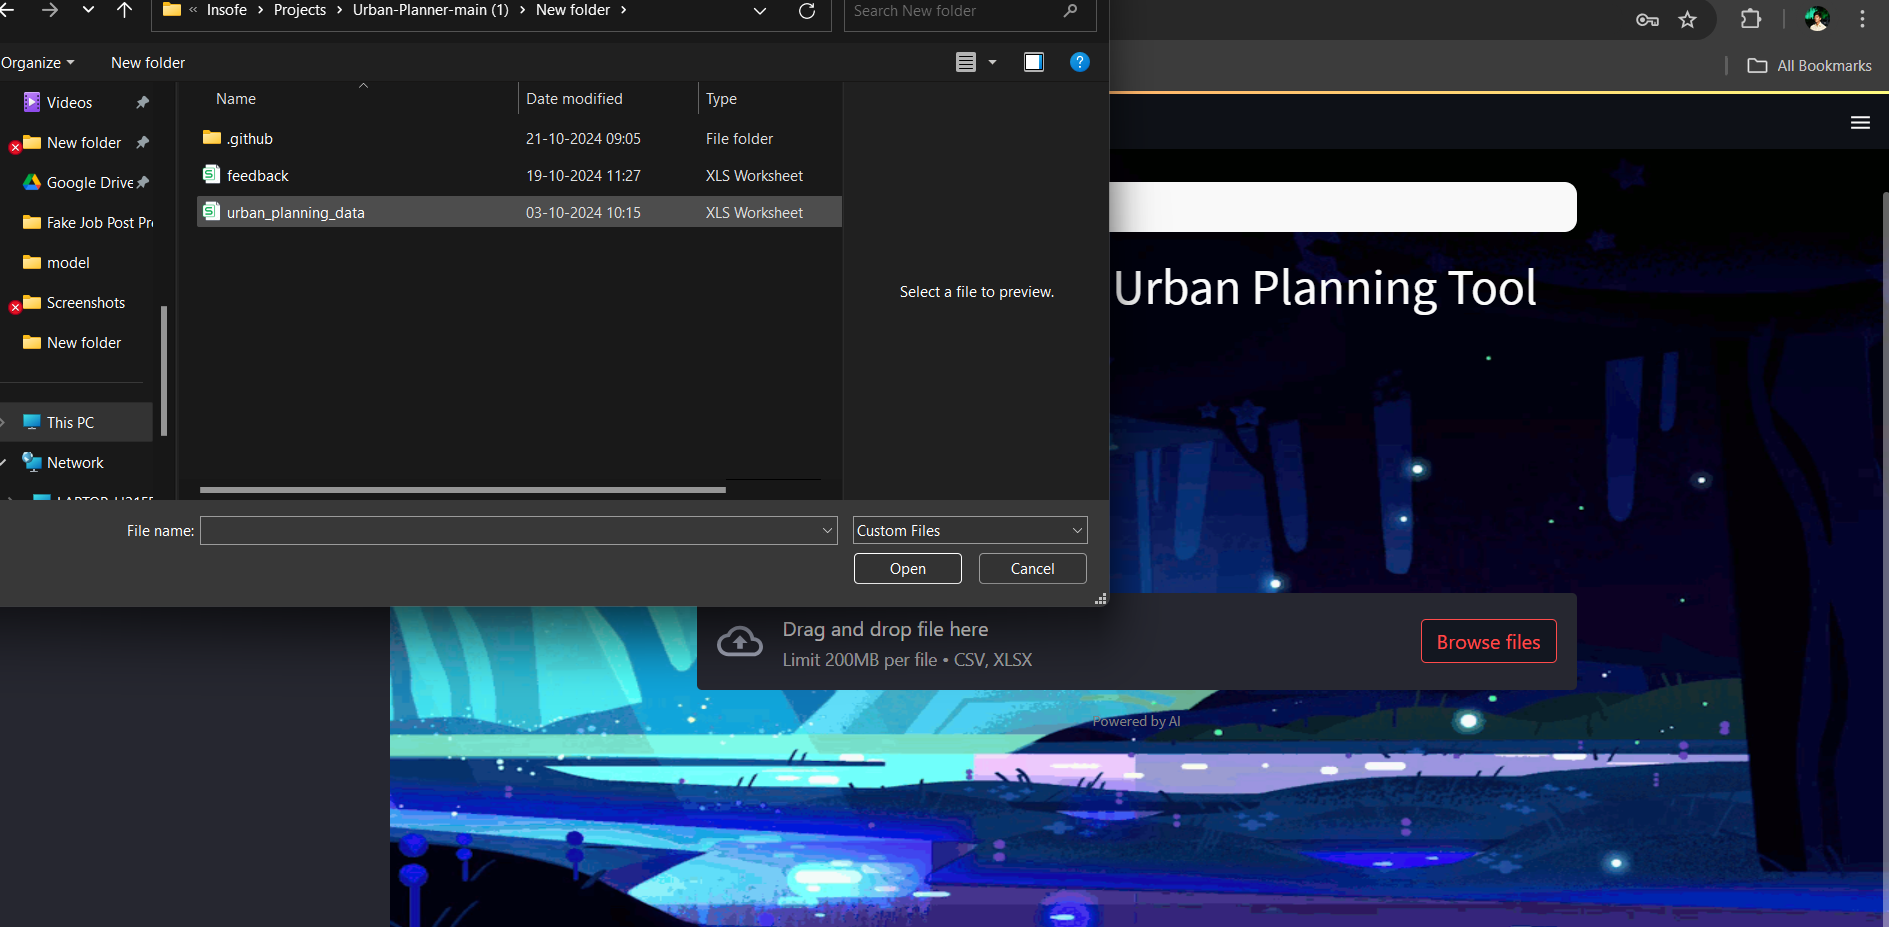 « Insofe > Projects > Urban-Planner-main (1) > New folder >
Search New folder
Organize
New folder
All Bookmarks
Name
Date modified
Type
Videos
.github
21-10-2024 09:05
File folder
New folder
feedback
19-10-2024 11:27
XLS Worksheet
Google Drive
urban_planning_data
03-10-2024 10:15
XLS Worksheet
Fake Job Post Pr
model
Screenshots
New folder
Select a file to preview.
Urban Planning Tool
This PC
Network
File name:
Custom Files
Open
Cancel
Drag and drop file here
Limit 200MB per file • CSV, XLSX
Browse files
Powered by AI